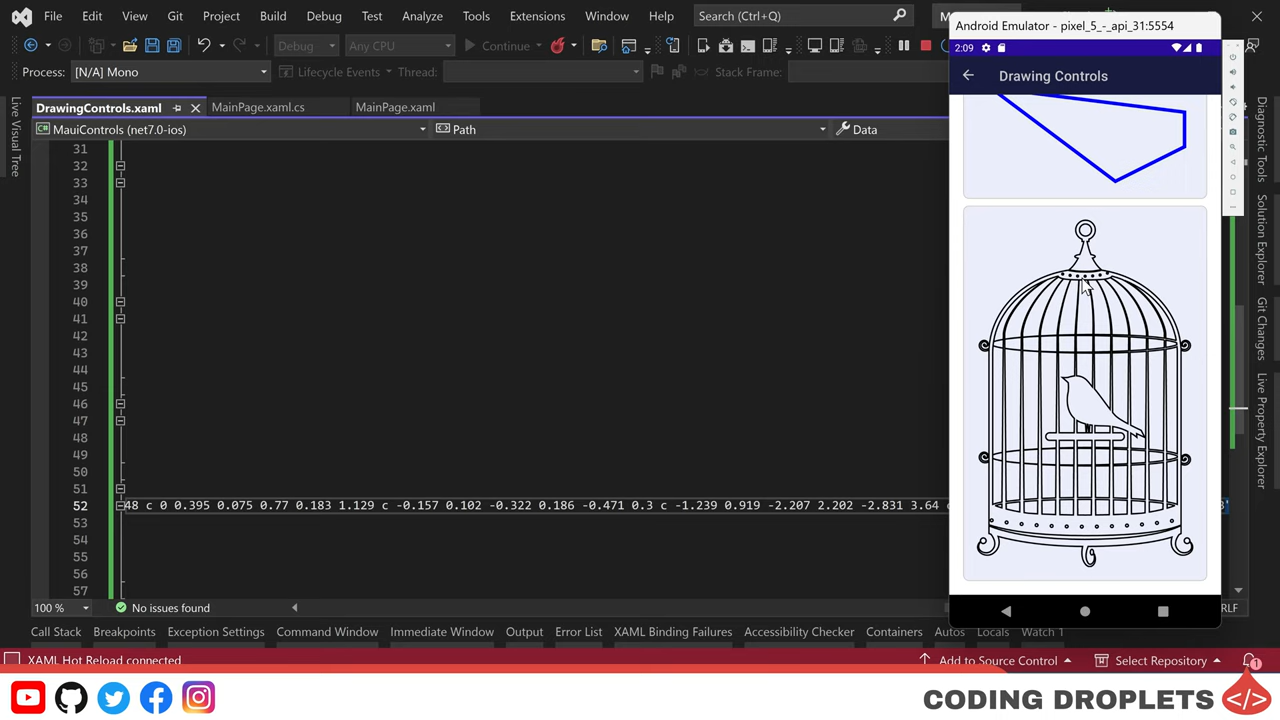 File Edit View Git Project Build Debug Test Analyze Tools Extensions Window Help Search (Ctrl+Q)
Debug Any CPU Continue
Process: [N/A] Mono Lifecycle Events Thread: Stack Frame:
DrawingControls.xaml MainPage.xaml.cs MainPage.xaml
MauiControls (net7.0-ios) Path Data
31
32
33
34
35
36
37
38
39
40
41
42
43
44
45
46
47
48
49
50
51
52 48 c 0 0.395 0.075 0.77 0.183 1.129 c -0.157 0.102 -0.322 0.186 -0.471 0.3 c -1.239 0.919 -2.207 2.202 -2.831 3.64
53
54
55
56
57
100 % No issues found
Call Stack Breakpoints Exception Settings Command Window Immediate Window Output Error List XAML Binding Failures Accessibility Checker Containers Autos Locals Watch 1
XAML Hot Reload connected Add to Source Control Select Repository 1
Live Visual Tree
Android Emulator - pixel_5_-_api_31:5554
2:09
Drawing Controls
Diagnostic Tools
Solution Explorer
Git Changes
Live Property Explorer
CODING DROPLETS